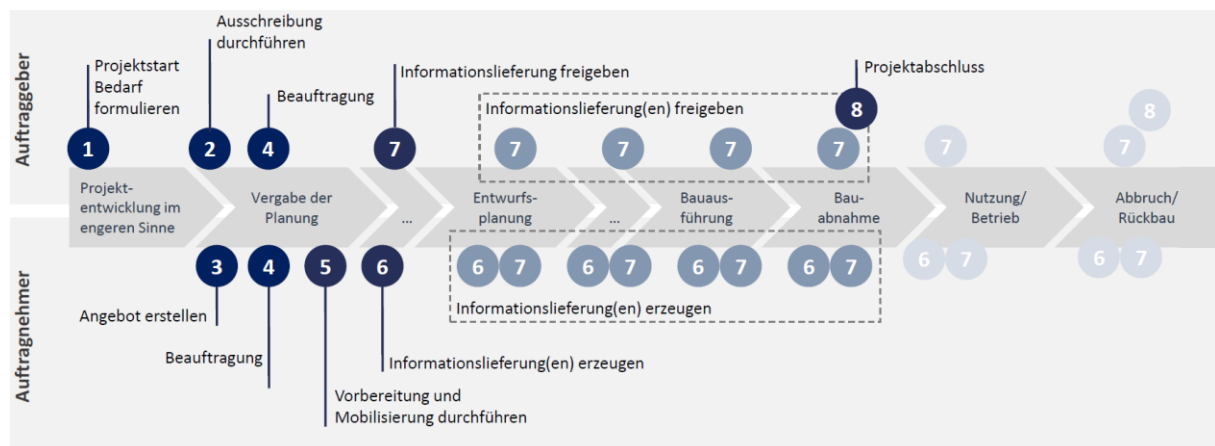 Auftraggeber
Ausschreibung
durchführen
Projektstart
Bedarf
formulieren
Beauftragung
Informationslieferung freigeben
Projektabschluss
Informationslieferung(en) freigeben
1
2
4
7
7
7
7
7
8
7
7
8
Projekt-
entwicklung im
engeren Sinne
Vergabe der
Planung
...
Entwurfs-
planung
...
Bauaus-
führung
Bau-
abnahme
Nutzung/
Betrieb
Abbruch/
Rückbau
Auftragnehmer
3
4
5
6
6
7
6
7
6
7
6
7
6
7
6
7
Angebot erstellen
Informationslieferung(en) erzeugen
Beauftragung
Informationslieferung(en) erzeugen
Vorbereitung und
Mobilisierung durchführen